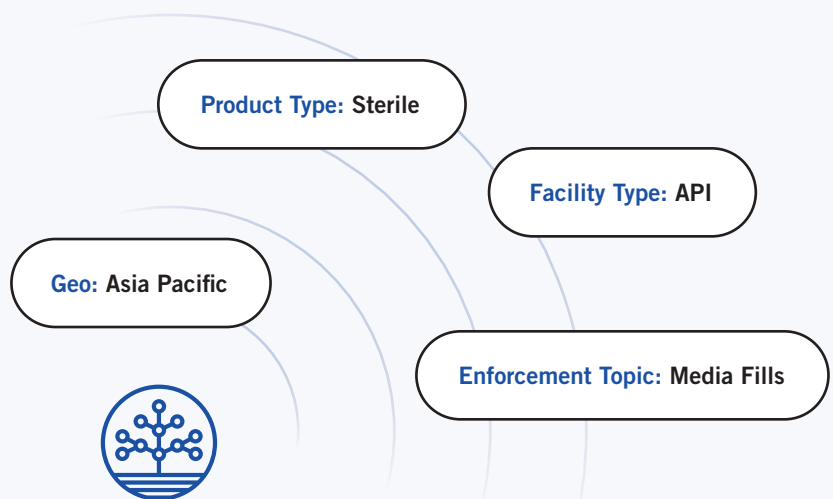 Product Type: Sterile
Facility Type: API
Geo: Asia Pacific
Enforcement Topic: Media Fills